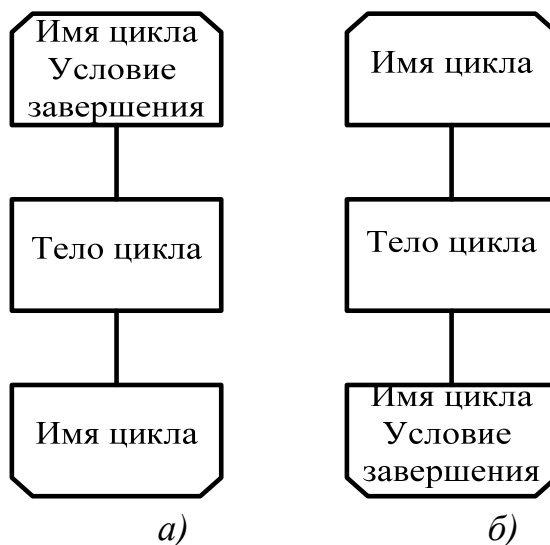 Имя цикла
Условие
завершения
Тело цикла
Имя цикла
а)
Имя цикла
Тело цикла
Имя цикла
Условие
завершения
б)